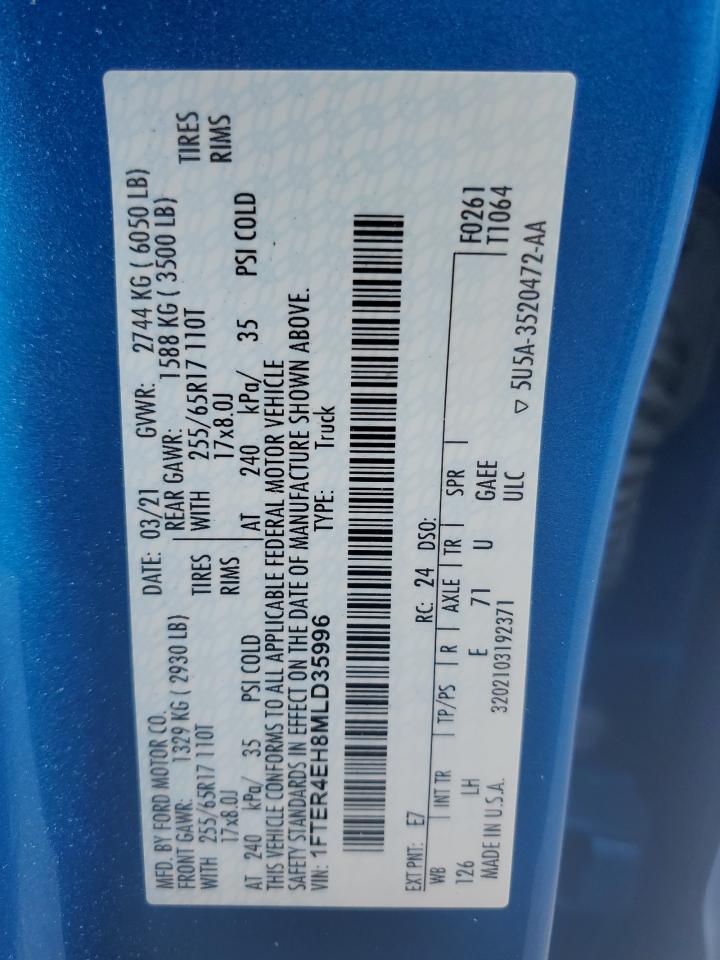 MFD. BY FORD MOTOR CO. DATE: 03/21 GVWR: 2744 KG ( 6050 LB)
FRONT GAWR: 1329 KG ( 2930 LB) REAR GAWR: 1588 KG ( 3500 LB)
WITH 255/65R17 110T TIRES WITH 255/65R17 110T TIRES
17x8.0J RIMS 17x8.0J RIMS
AT 240 kPa/ 35 PSI COLD AT 240 kPa/ 35 PSI COLD
THIS VEHICLE CONFORMS TO ALL APPLICABLE FEDERAL MOTOR VEHICLE
SAFETY STANDARDS IN EFFECT ON THE DATE OF MANUFACTURE SHOWN ABOVE.
VIN: 1FTER4EH8MLD35996 TYPE: Truck
EXT PNT: E7 RC: 24 DSO:
WB INT TR TP/PS R AXLE TR SPR F0261
126 LH E 71 U GAEE T1064
MADE IN U.S.A. 3202103192371 ULC
▽ 5U5A-3520472-AA